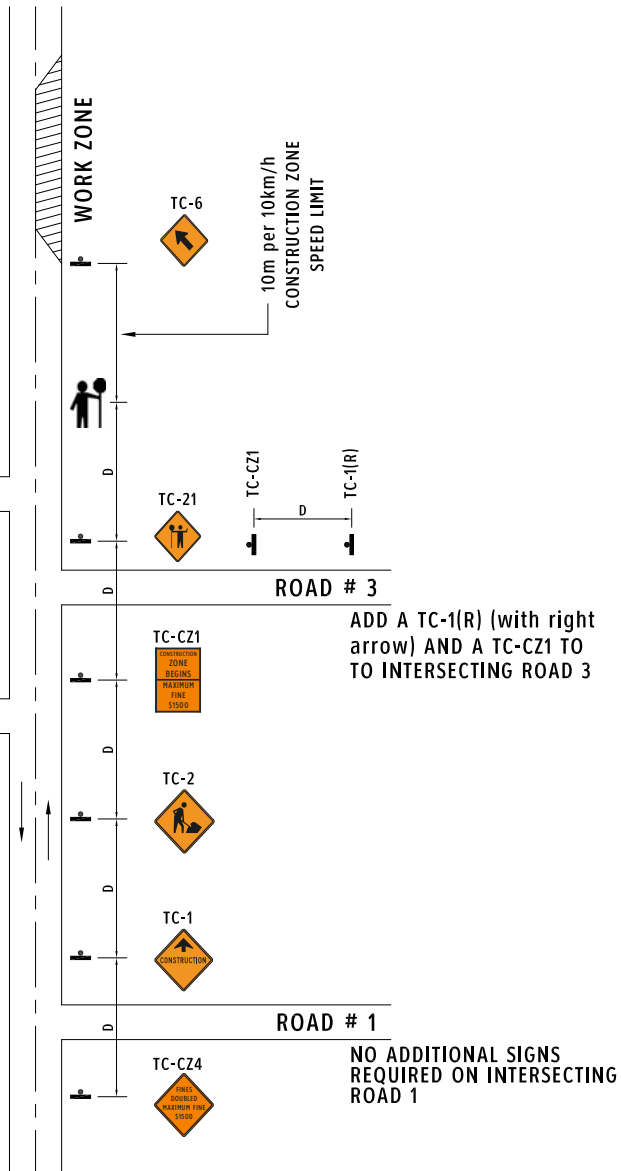 WORK ZONE
TC-6
10m per 10km/h
CONSTRUCTION ZONE
SPEED LIMIT
D
TC-21
TC-CZ1
D
TC-1(R)
D
ROAD # 3
ADD A TC-1(R) (with right
arrow) AND A TC-CZ1 TO
TO INTERSECTING ROAD 3
TC-CZ1
CONSTRUCTION
ZONE
BEGINS
MAXIMUM
FINE
$1500
D
TC-2
D
TC-1
CONSTRUCTION
D
ROAD # 1
NO ADDITIONAL SIGNS
REQUIRED ON INTERSECTING
ROAD 1
TC-CZ4
FINES
DOUBLED
MAXIMUM FINE
$1500